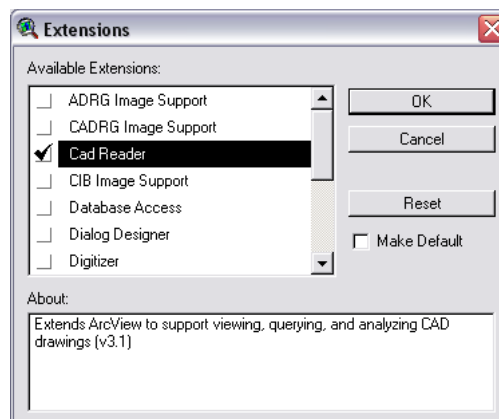 Extensions
Available Extensions:
ADRG Image Support
CADRG Image Support
Cad Reader
CIB Image Support
Database Access
Dialog Designer
Digitizer
OK
Cancel
Reset
Make Default
About:
Extends ArcView to support viewing, querying, and analyzing CAD
drawings (v3.1)